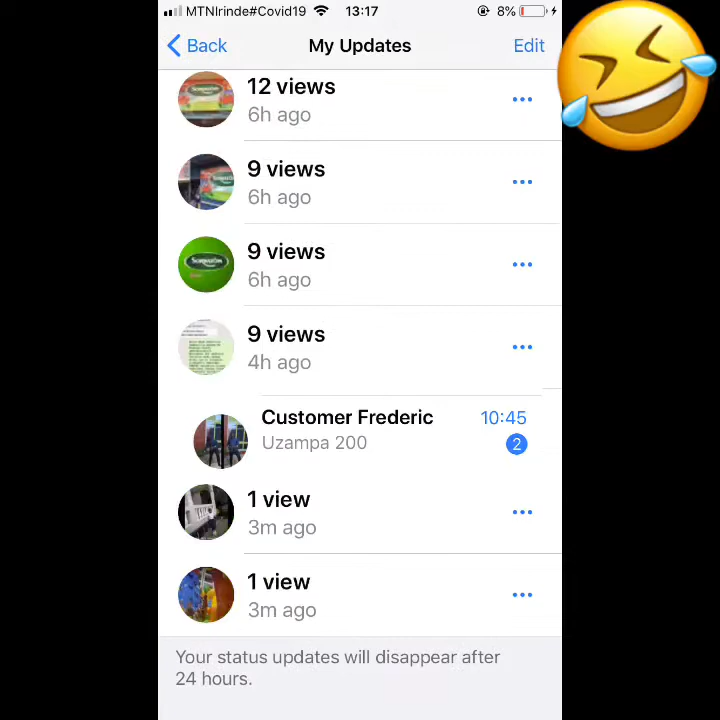 MTNIrinde#Covid19 13:17 8%
Back My Updates Edit
12 views
6h ago
9 views
6h ago
9 views
6h ago
9 views
4h ago
Customer Frederic 10:45
Uzampa 200 2
1 view
3m ago
1 view
3m ago
Your status updates will disappear after
24 hours.